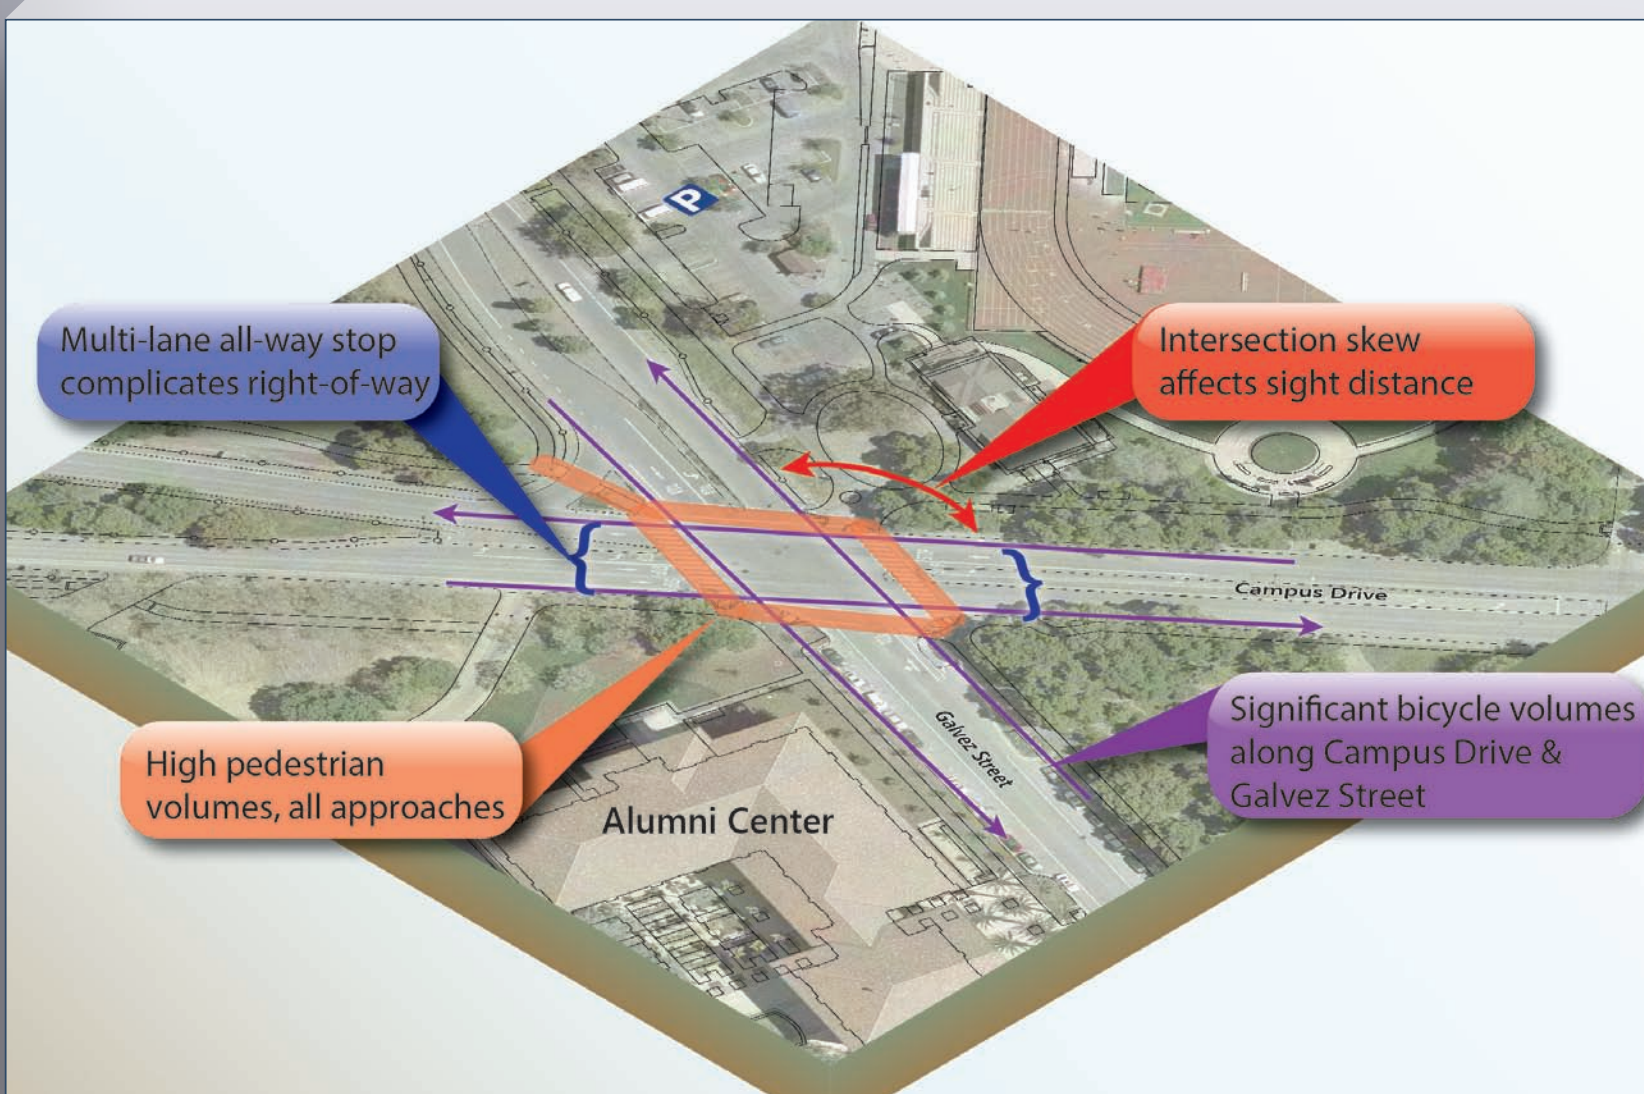 P
Multi-lane all-way stop
complicates right-of-way
Intersection skew
affects sight distance
Campus Drive
Significant bicycle volumes
along Campus Drive &
Galvez Street
Galvez Street
High pedestrian
volumes, all approaches
Alumni Center